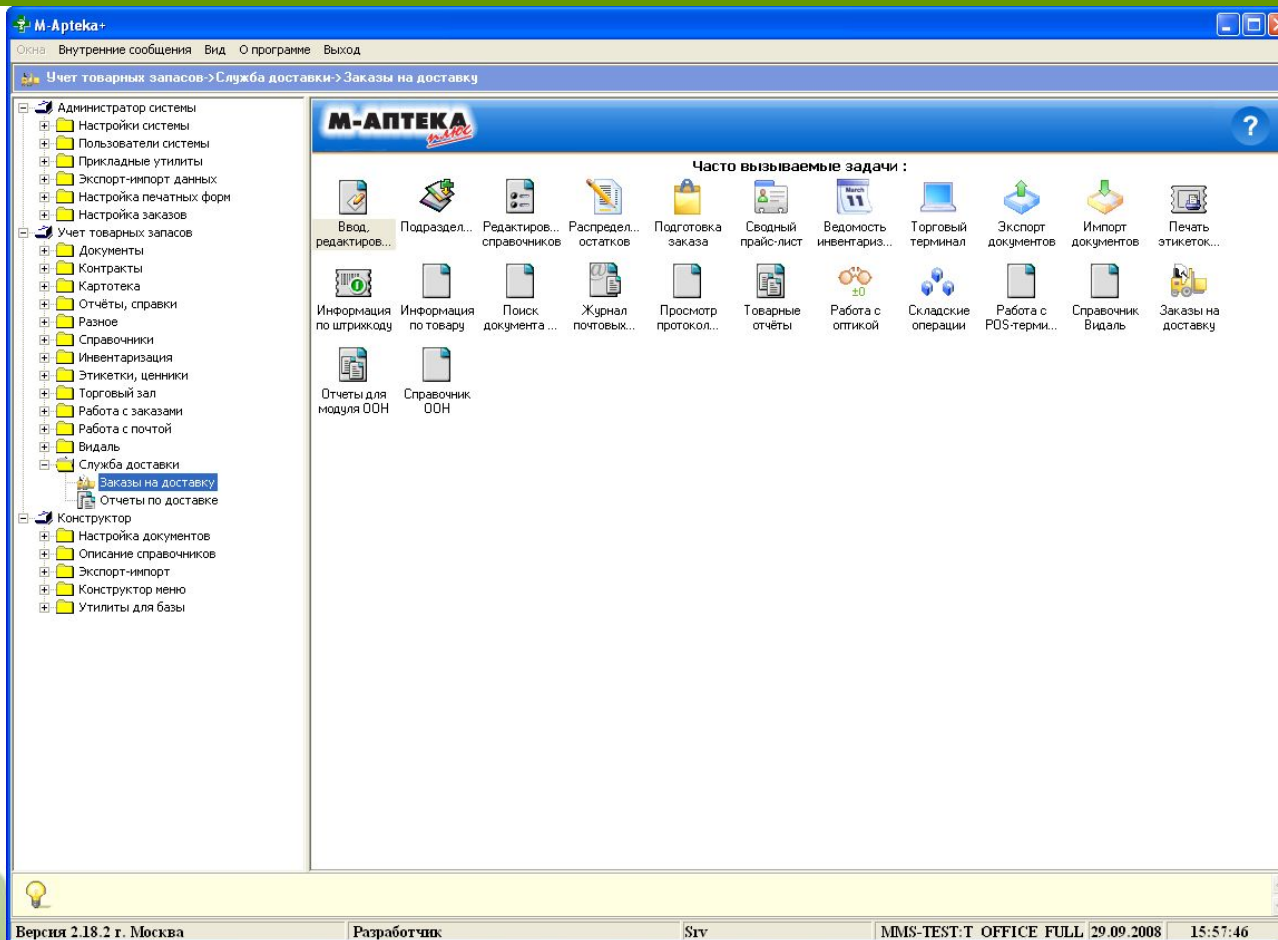 M-Apteka+
Окна Внутренние сообщения Вид О программе Выход
Учет товарных запасов->Служба доставки->Заказы на доставку
Администратор системы
Настройки системы
Пользователи системы
Прикладные утилиты
Экспорт-импорт данных
Настройка печатных форм
Настройка заказов
Учет товарных запасов
Документы
Контракты
Картотека
Отчёты, справки
Разное
Справочники
Инвентаризация
Этикетки, ценники
Торговый зал
Работа с заказами
Работа с почтой
Видаль
Служба доставки
Заказы на доставку
Отчеты по доставке
Конструктор
Настройка документов
Описание справочников
Экспорт-импорт
Конструктор меню
Утилиты для базы
М-АПТЕКА
плюс
?
Часто вызываемые задачи :
March
11
Ввод, Подраздел... Редактиров... Распредел... Подготовка Сводный Ведомость Торговый Экспорт Импорт Печать
редактиров... справочников остатков заказа прайс-лист инвентариз... терминал документов документов этикеток...
±0
Информация Информация Поиск Журнал Просмотр Товарные Работа с Складские Работа с Справочник Заказы на
по штрихкоду по товару документа ... почтовых... протокол... отчёты оптикой операции POS-терми... Видаль доставку
Отчеты для Справочник
модуля ООН ООН
Версия 2.18.2 г. Москва Разработчик Srv MMS-TEST:T OFFICE FULL 29.09.2008 15:57:46